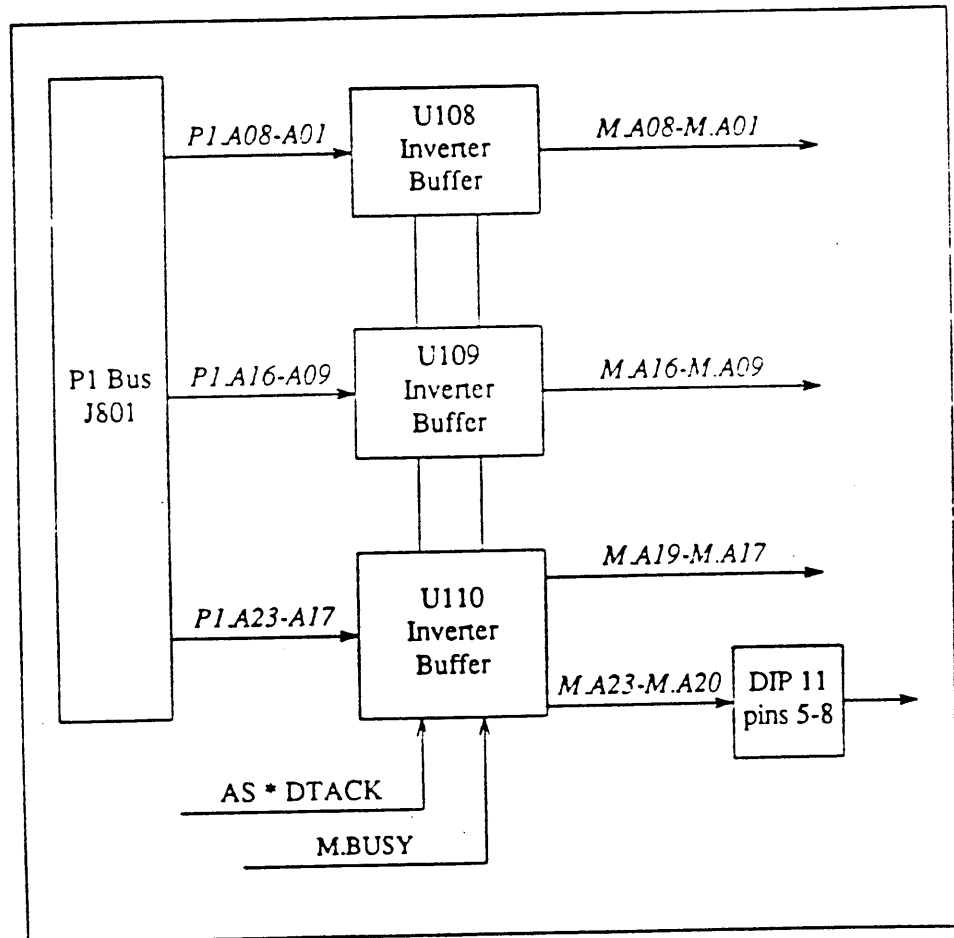 U108
Inverter
Buffer
P1.A08-A01
M.A08-M.A01
P1 Bus
J801
P1.A16-A09
U109
Inverter
Buffer
M.A16-M.A09
P1.A23-A17
U110
Inverter
Buffer
M.A19-M.A17
M.A23-M.A20
DIP 11
pins 5-8
AS * DTACK
M.BUSY